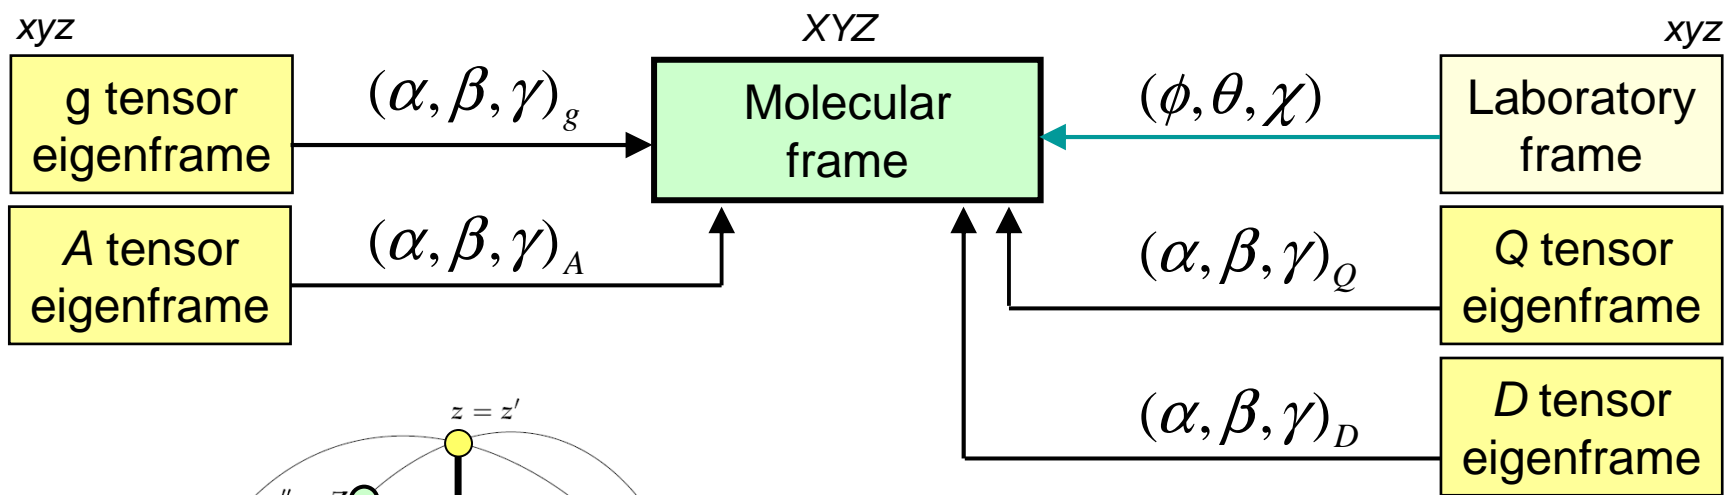 xyz
XYZ
xyz
g tensor
eigenframe
(α, β, γ)g
Molecular
frame
(ϕ, θ, χ)
Laboratory
frame
A tensor
eigenframe
(α, β, γ)A
(α, β, γ)Q
Q tensor
eigenframe
(α, β, γ)D
D tensor
eigenframe
z = z′